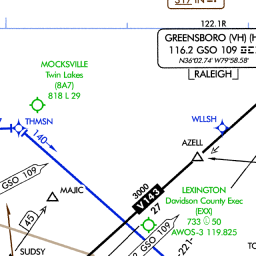 122.1R
GREENSBORO (VH) (H
116.2 GSO 109
N36°02.74' W79°58.58'
RALEIGH
MOCKSVILLE
Twin Lakes
(8A7)
818 L 29
THMSN
140
WLLSH
AZELL
GSO 109
MAJIC
3000
V143
27
LEXINGTON
Davidson County Exec
(EXX)
733 50
AWOS-3 119.825
45
GSO 109
221
SUDSY
TO